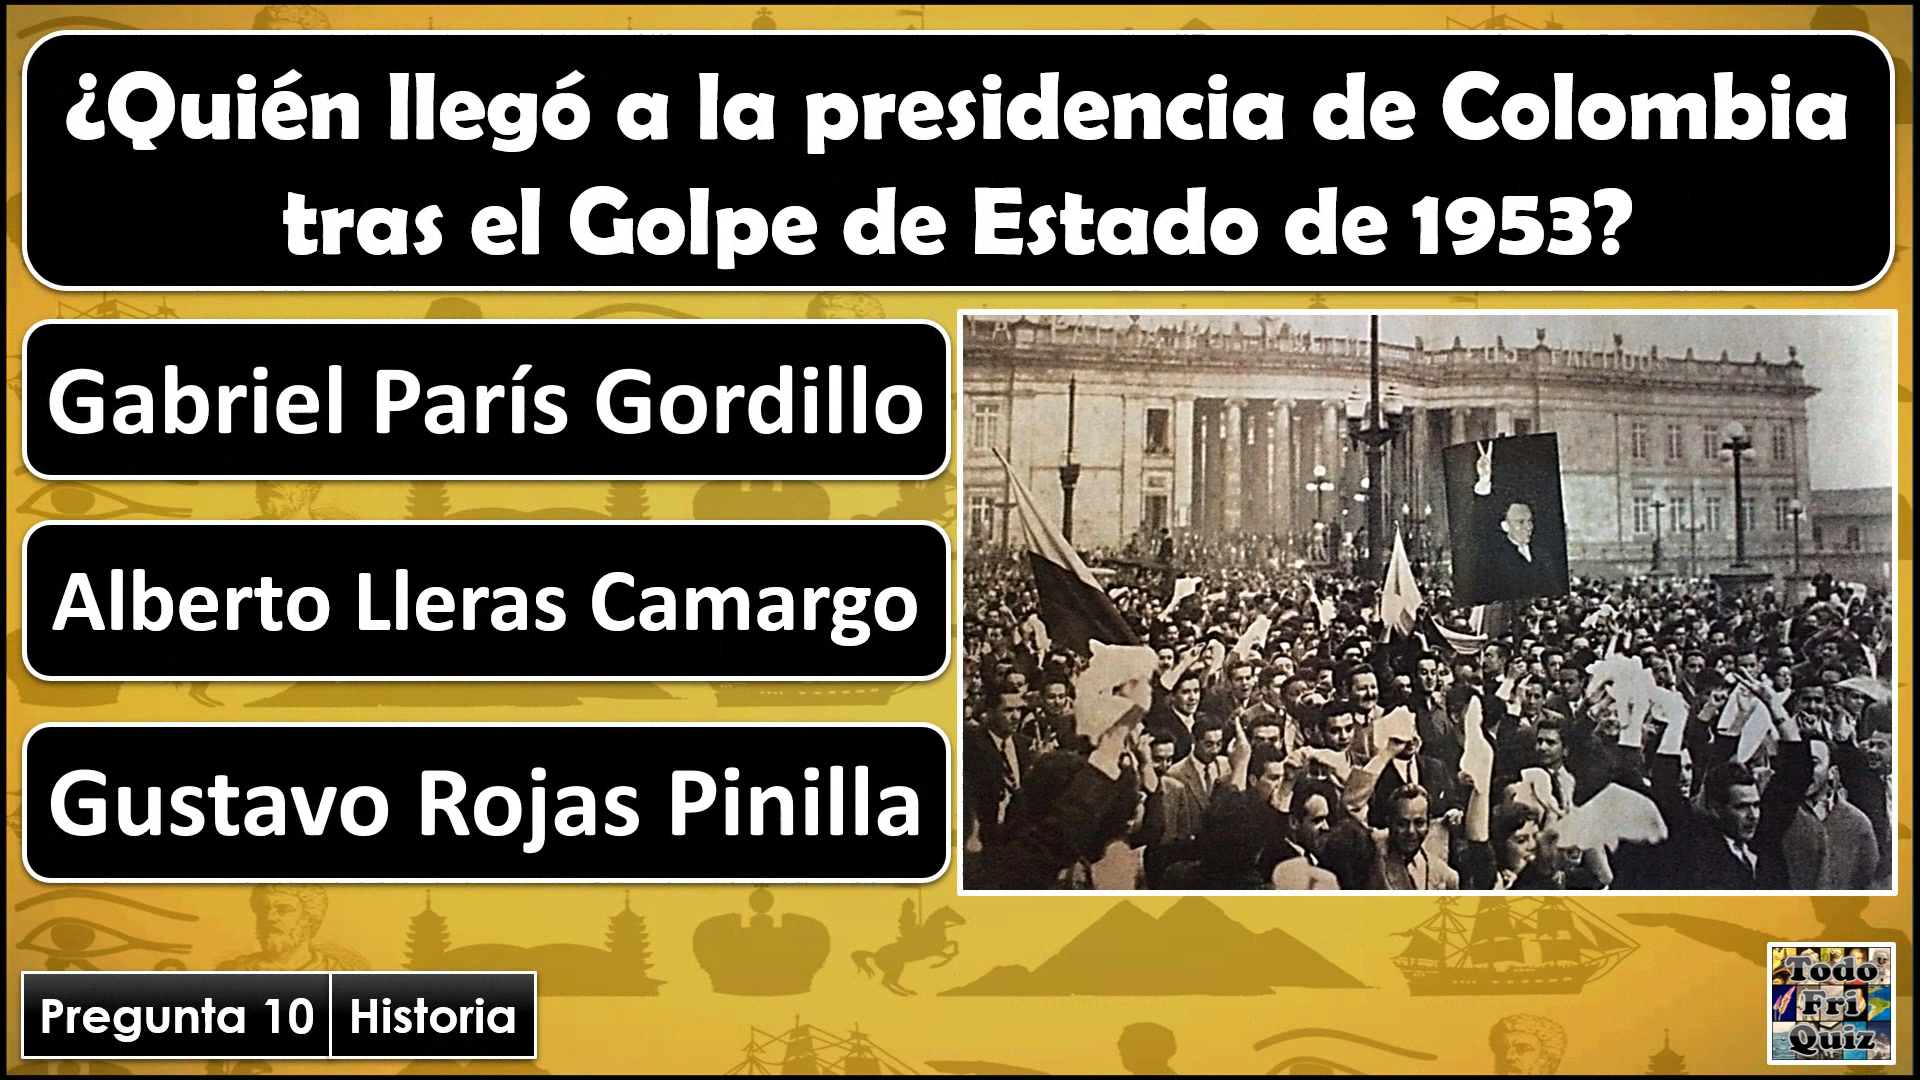 ¿Quién llegó a la presidencia de Colombia
tras el Golpe de Estado de 1953?
Gabriel París Gordillo
Alberto Lleras Camargo
Gustavo Rojas Pinilla
Pregunta 10
Historia
Todo
Fri
Quiz